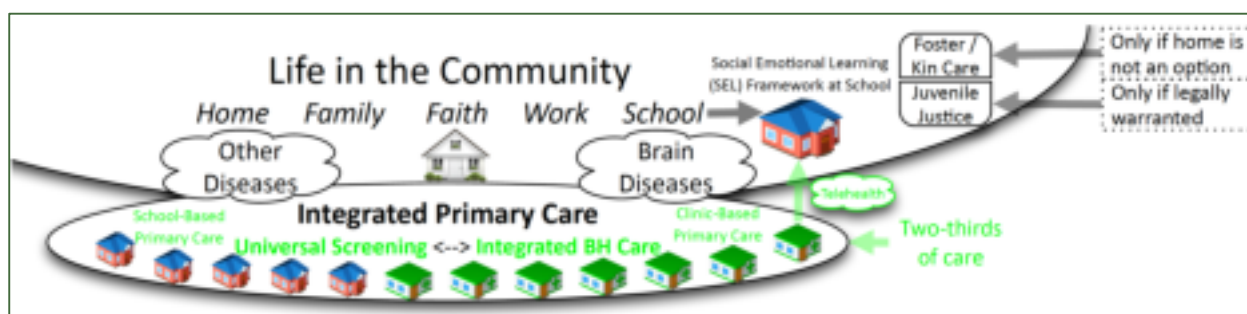 Life in the Community
Home Family Faith Work School
Social Emotional Learning
(SEL) Framework at School
Foster /
Kin Care
Juvenile
Justice
Only if home is
not an option
Only if legally
warranted
Other
Diseases
Brain
Diseases
Telehealth
Integrated Primary Care
School-Based
Primary Care
Clinic-Based
Primary Care
Universal Screening <--> Integrated BH Care
Two-thirds
of care